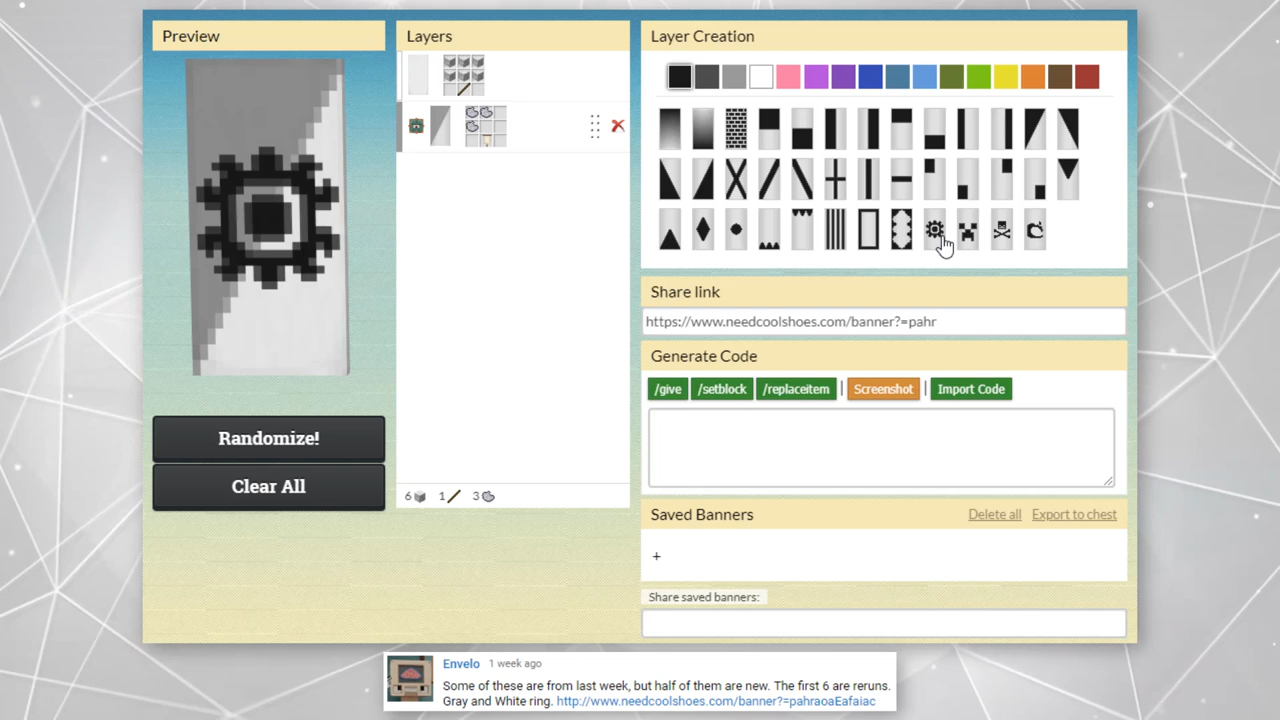 Preview
Layers
Layer Creation
Share link
https://www.needcoolshoes.com/banner?=pahr
Generate Code
/give
/setblock
/replaceitem
|
Screenshot
|
Import Code
Randomize!
Clear All
6
1
3
Saved Banners
Delete all
Export to chest
+
Share saved banners:
Envelo 1 week ago
Some of these are from last week, but half of them are new. The first 6 are reruns.
Gray and White ring. http://www.needcoolshoes.com/banner?=pahraoaEafaiac